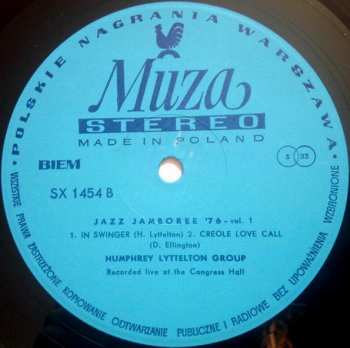 • POLSKIE NAGRANIA WARSZAWA •
Muza
STEREO
MADE IN POLAND
BIEM
S 33
SX 1454 B
JAZZ JAMBOREE '76 - vol. 1
1. IN SWINGER (H. Lyttelton) 2. CREOLE LOVE CALL
(D. Ellington)
HUMPHREY LYTTELTON GROUP
Recorded live at the Congress Hall
WSZELKIE PRAWA ZASTRZEŻONE KOPIOWANIE ODTWARZANIE PUBLICZNE I RADIOWE BEZ UPOWAŻNIENIA WZBRONIONE